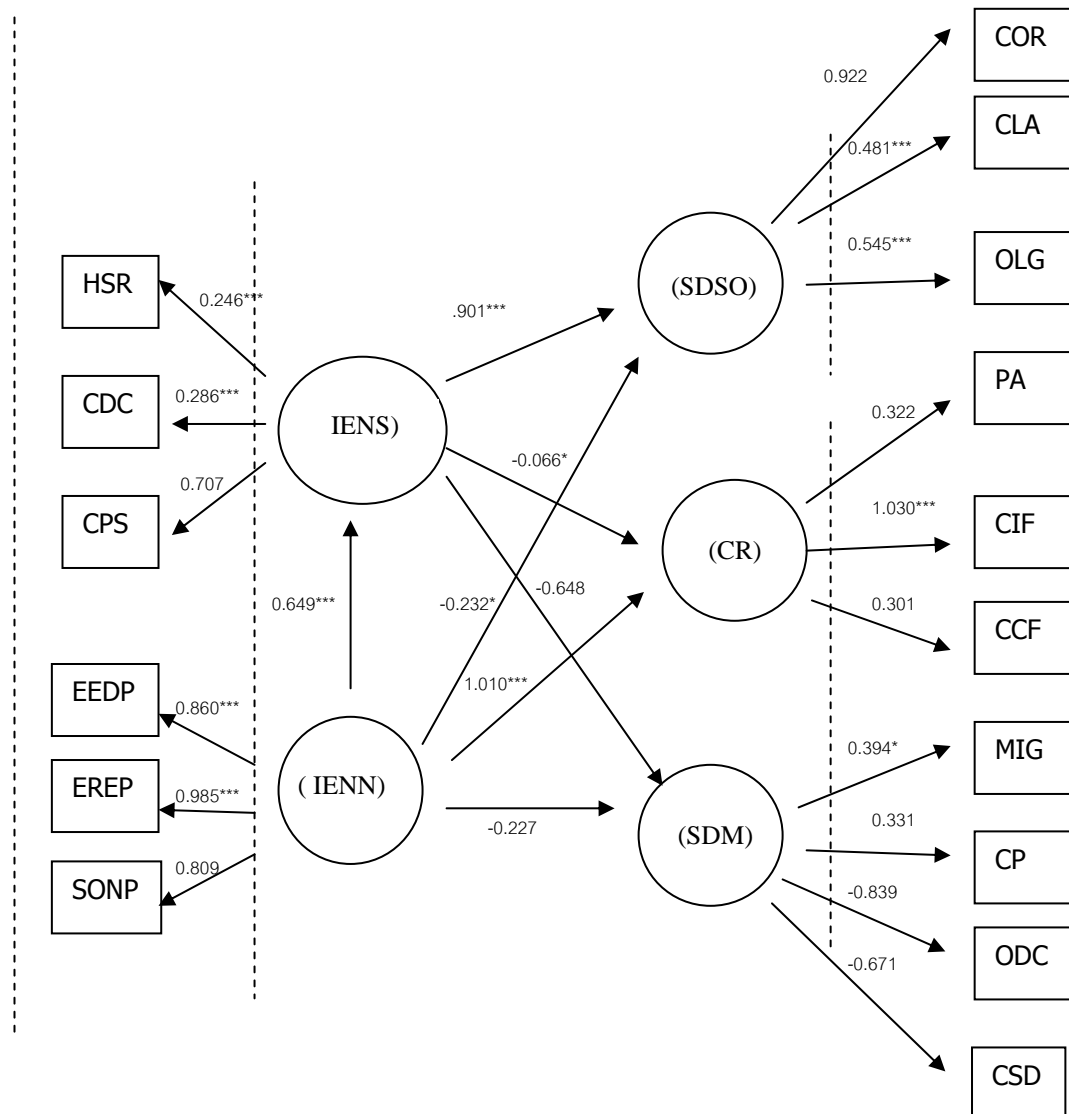 COR
0.922
CLA
0.481***
HSR
0.246***
.901***
(SDSO)
0.545***
OLG
CDC
0.286***
IENS)
PA
0.322
CPS
0.707
-0.066*
1.030***
CIF
(CR)
0.649***
-0.232*
-0.648
0.301
CCF
EEDP
0.860***
1.010***
0.394*
MIG
EREP
0.985***
( IENN)
-0.227
(SDM)
0.331
CP
SONP
0.809
-0.839
ODC
-0.671
CSD